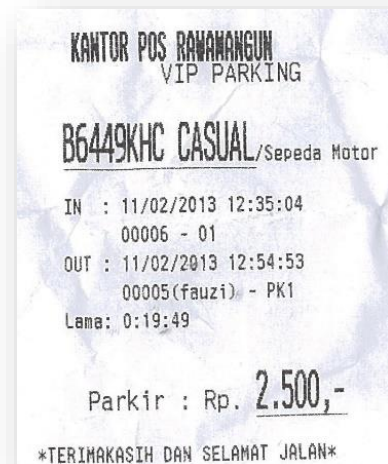 KANTOR POS RAWAMANGUN
VIP PARKING
B6449KHC CASUAL/Sepeda Motor
IN : 11/02/2013 12:35:04
00006 - 01
OUT : 11/02/2013 12:54:53
00005(fauzi) - PK1
Lama: 0:19:49
Parkir : Rp. 2.500,-
*TERIMAKASIH DAN SELAMAT JALAN*